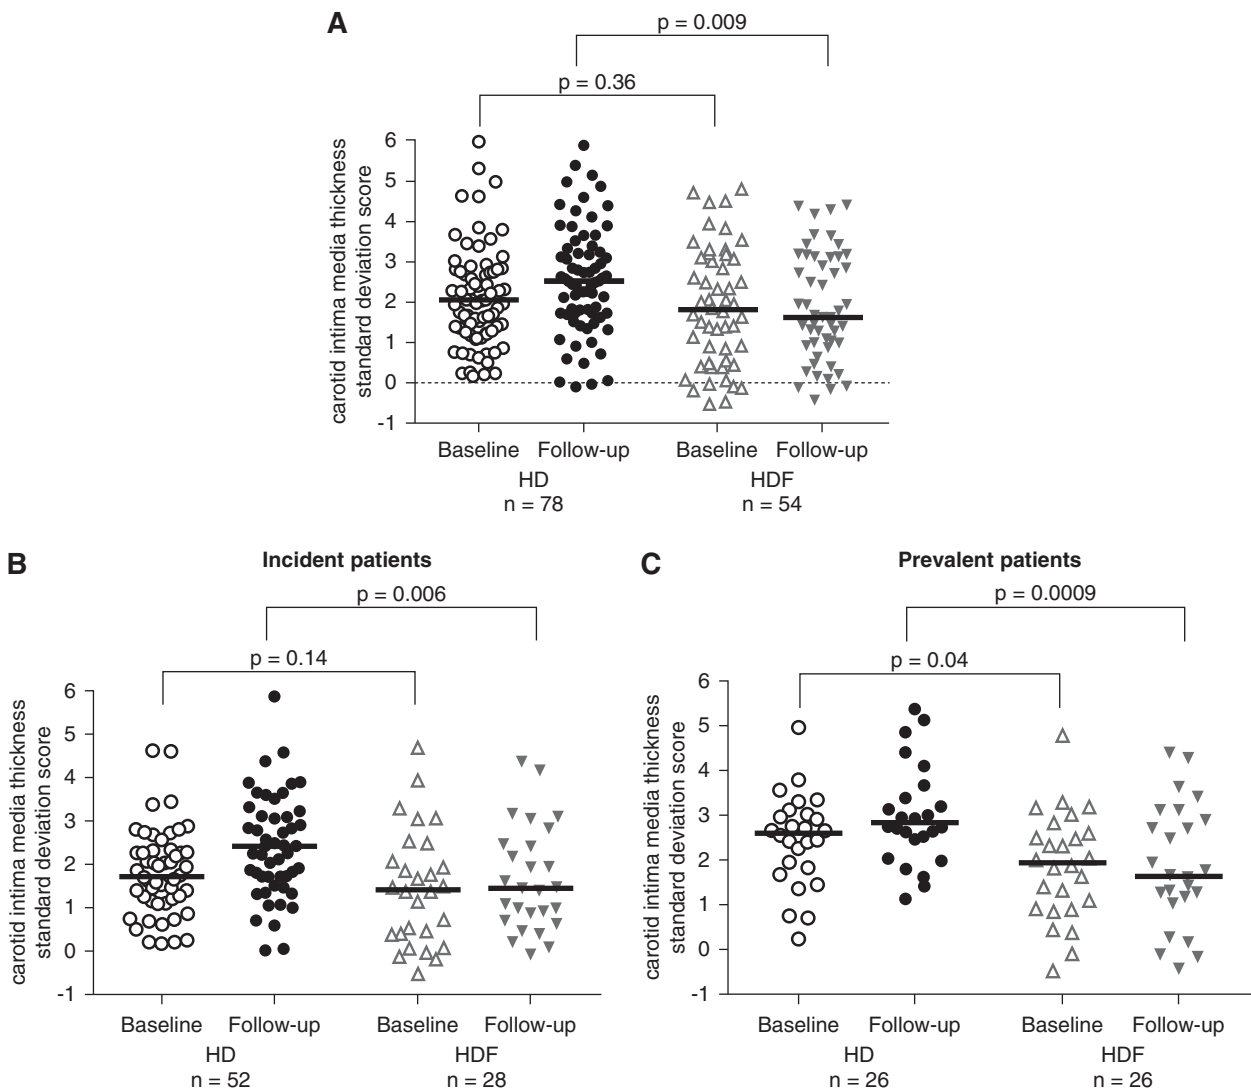 A
p = 0.009
p = 0.36
carotid intima media thickness
standard deviation score
6
5
4
3
2
1
0
-1
Baseline Follow-up Baseline Follow-up
HD HDF
n = 78 n = 54
B Incident patients
p = 0.006
p = 0.14
carotid intima media thickness
standard deviation score
6
5
4
3
2
1
0
-1
Baseline Follow-up Baseline Follow-up
HD HDF
n = 52 n = 28
C Prevalent patients
p = 0.0009
p = 0.04
carotid intima media thickness
standard deviation score
6
5
4
3
2
1
0
-1
Baseline Follow-up Baseline Follow-up
HD HDF
n = 26 n = 26